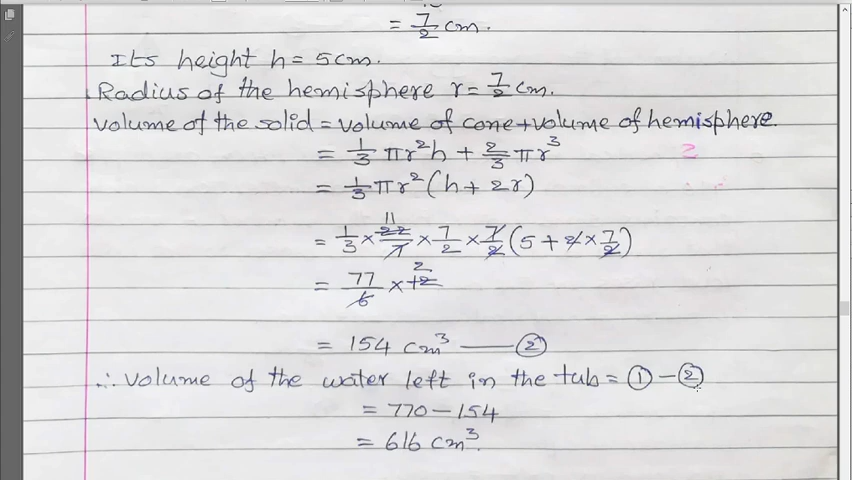 = 7/2 cm.
Its height h = 5cm.
Radius of the hemisphere r = 7/2 cm.
Volume of the solid = volume of cone + volume of hemisphere.
= 1/3 πr²h + 2/3 πr³
2
= 1/3 πr² (h + 2r)
11
= 1/3 × 22/7 × 7/2 × 7/2 (5 + 2 × 7/2)
2
= 77/6 × 12
= 154 cm³ —— ②
∴ Volume of the water left in the tub = ① − ②
= 770 − 154
= 616 cm³.